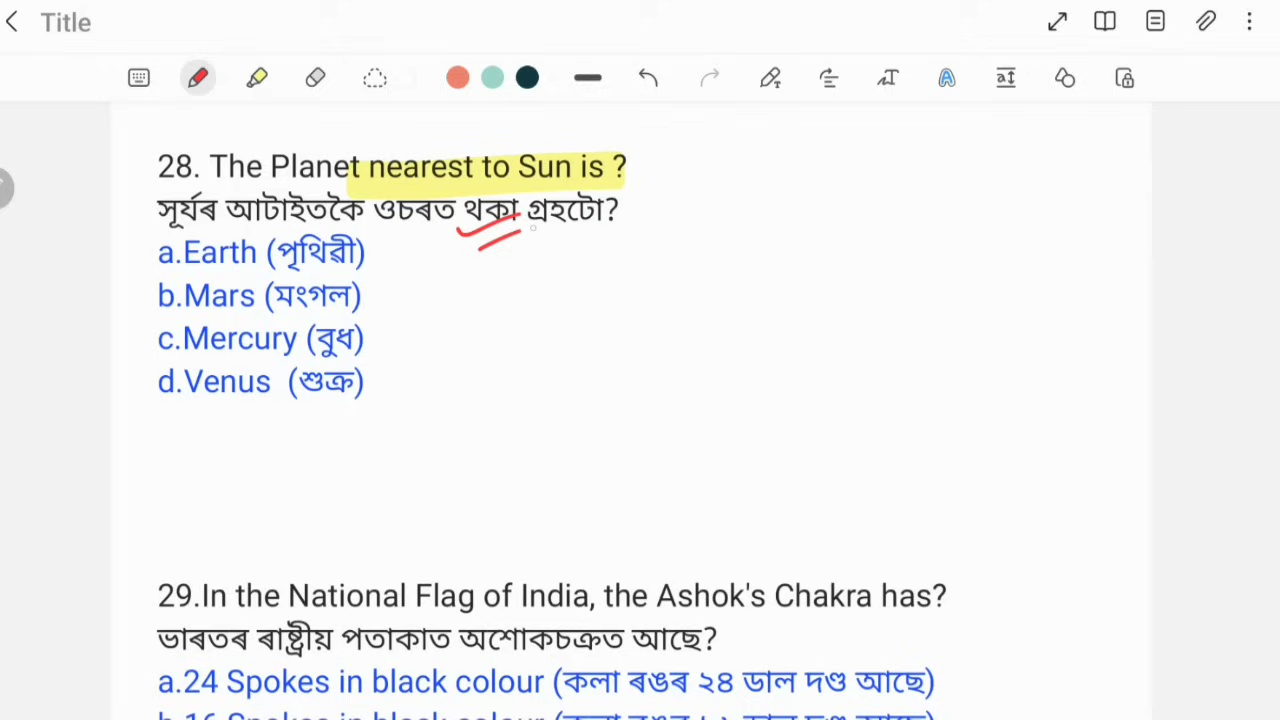 Title
28. The Planet nearest to Sun is ?
সূৰ্যৰ আটাইতকৈ ওচৰত থকা গ্ৰহটো?
a.Earth (পৃথিৱী)
b.Mars (মংগল)
c.Mercury (বুধ)
d.Venus (শুক্ৰ)
29.In the National Flag of India, the Ashok's Chakra has?
ভাৰতৰ ৰাষ্ট্ৰীয় পতাকাত অশোকচক্ৰত আছে?
a.24 Spokes in black colour (কলা ৰঙৰ ২৪ ডাল দণ্ড আছে)